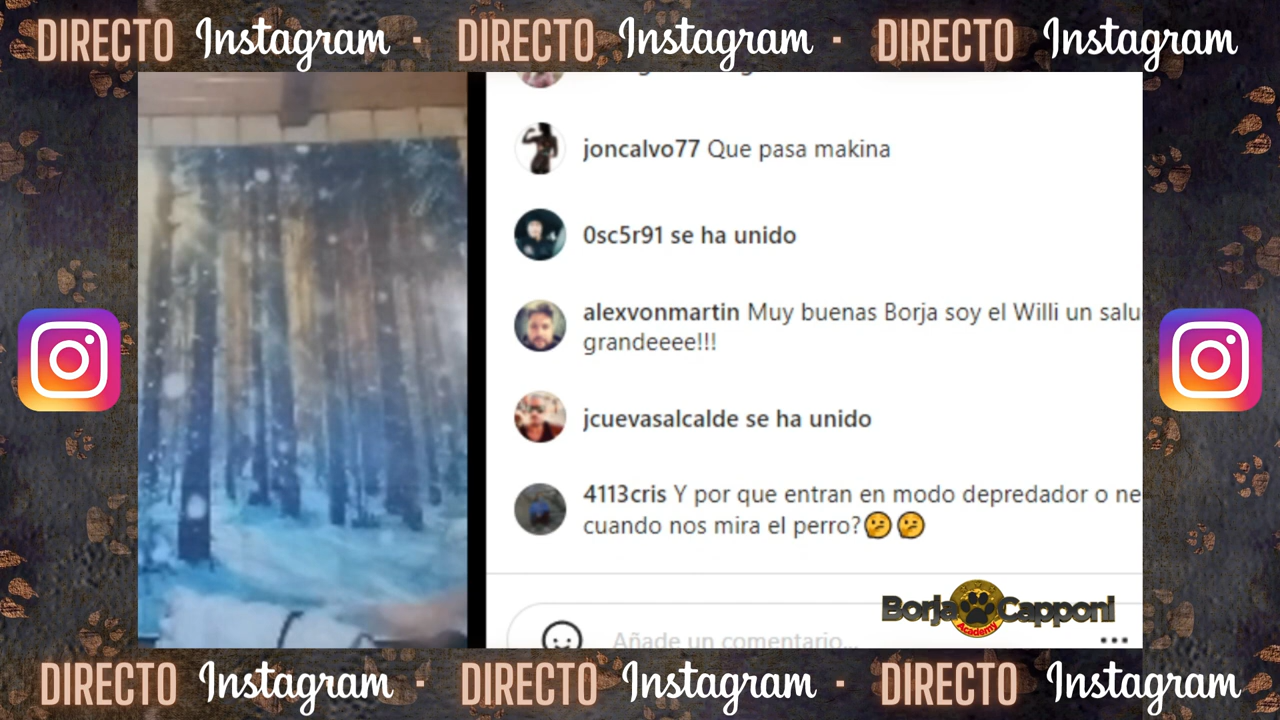 DIRECTO Instagram · DIRECTO Instagram · DIRECTO Instagram
joncalvo77 Que pasa makina
0sc5r91 se ha unido
alexvonmartin Muy buenas Borja soy el Willi un salu
grandeeee!!!
jcuevasalcalde se ha unido
4113cris Y por que entran en modo depredador o ne
cuando nos mira el perro?🫤🫤
Borja Capponi
Academy
Añade un comentario...
DIRECTO Instagram · DIRECTO Instagram · DIRECTO Instagram